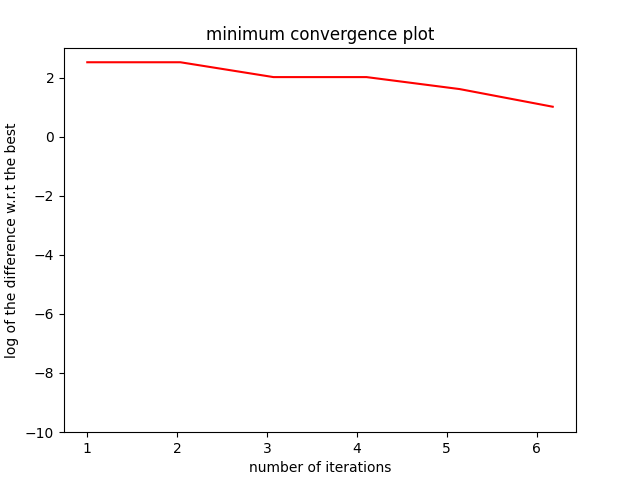 minimum convergence plot
log of the difference w.r.t the best
2
0
−2
−4
−6
−8
−10
1 2 3 4 5 6
number of iterations